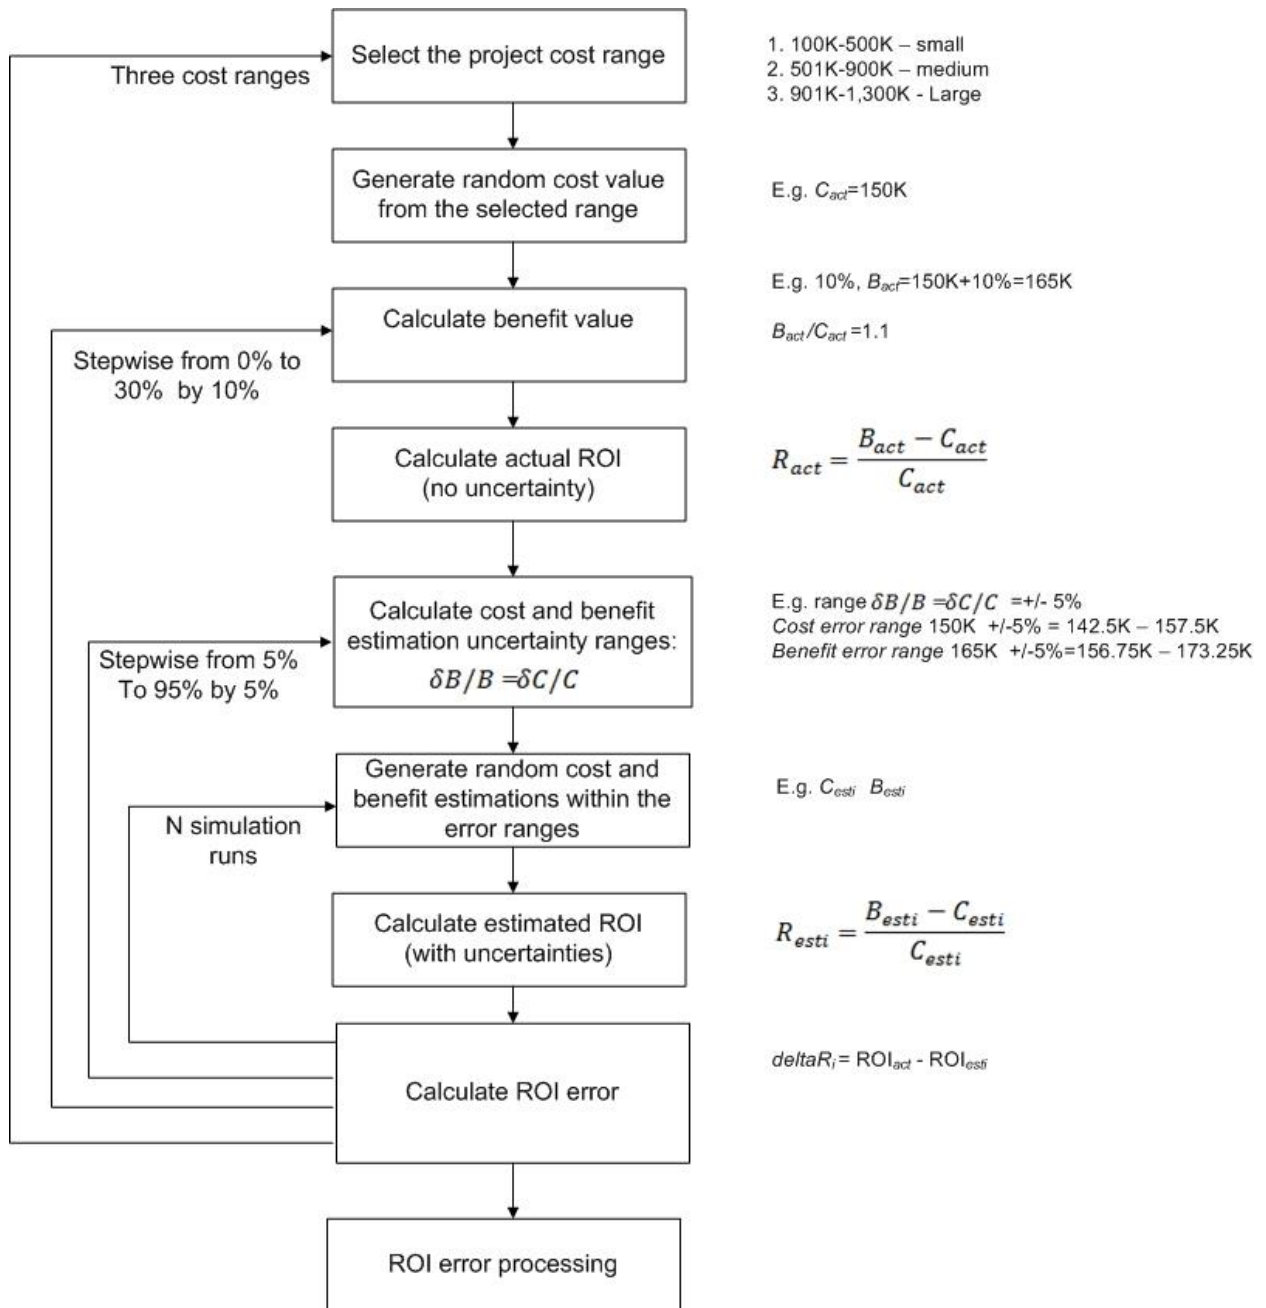 Select the project cost range
Three cost ranges
1. 100K-500K – small
2. 501K-900K – medium
3. 901K-1,300K - Large
Generate random cost value
from the selected range
E.g. Cact=150K
Calculate benefit value
Stepwise from 0% to
30% by 10%
E.g. 10%, Bact=150K+10%=165K
Bact/Cact=1.1
Calculate actual ROI
(no uncertainty)
Ract = Bact − Cact
Cact
Calculate cost and benefit
estimation uncertainty ranges:
δB/B =δC/C
Stepwise from 5%
To 95% by 5%
E.g. range δB/B =δC/C =+/- 5%
Cost error range 150K +/-5% = 142.5K – 157.5K
Benefit error range 165K +/-5%=156.75K – 173.25K
Generate random cost and
benefit estimations within the
error ranges
N simulation
runs
E.g. Cesti Besti
Calculate estimated ROI
(with uncertainties)
Resti = Besti − Cesti
Cesti
Calculate ROI error
deltaRi= ROIact - ROIesti
ROI error processing